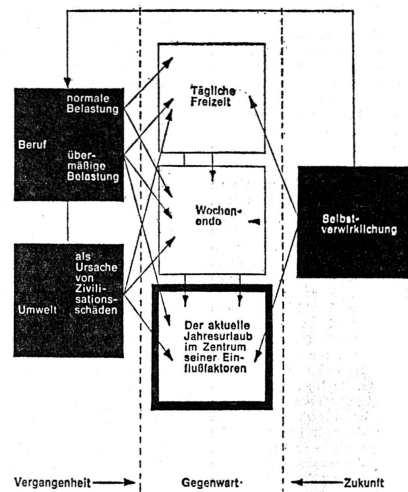 Tägliche
Freizeit
normale
Belastung
Beruf
über-
mäßige
Belastung
Wochen-
ende
Selbst-
verwirklichung
als
Ursache
von
Zivili-
sations-
schäden
Umwelt
Der aktuelle
Jahresurlaub
im Zentrum
seiner Ein-
flußfaktoren
Vergangenheit
Gegenwart
Zukunft